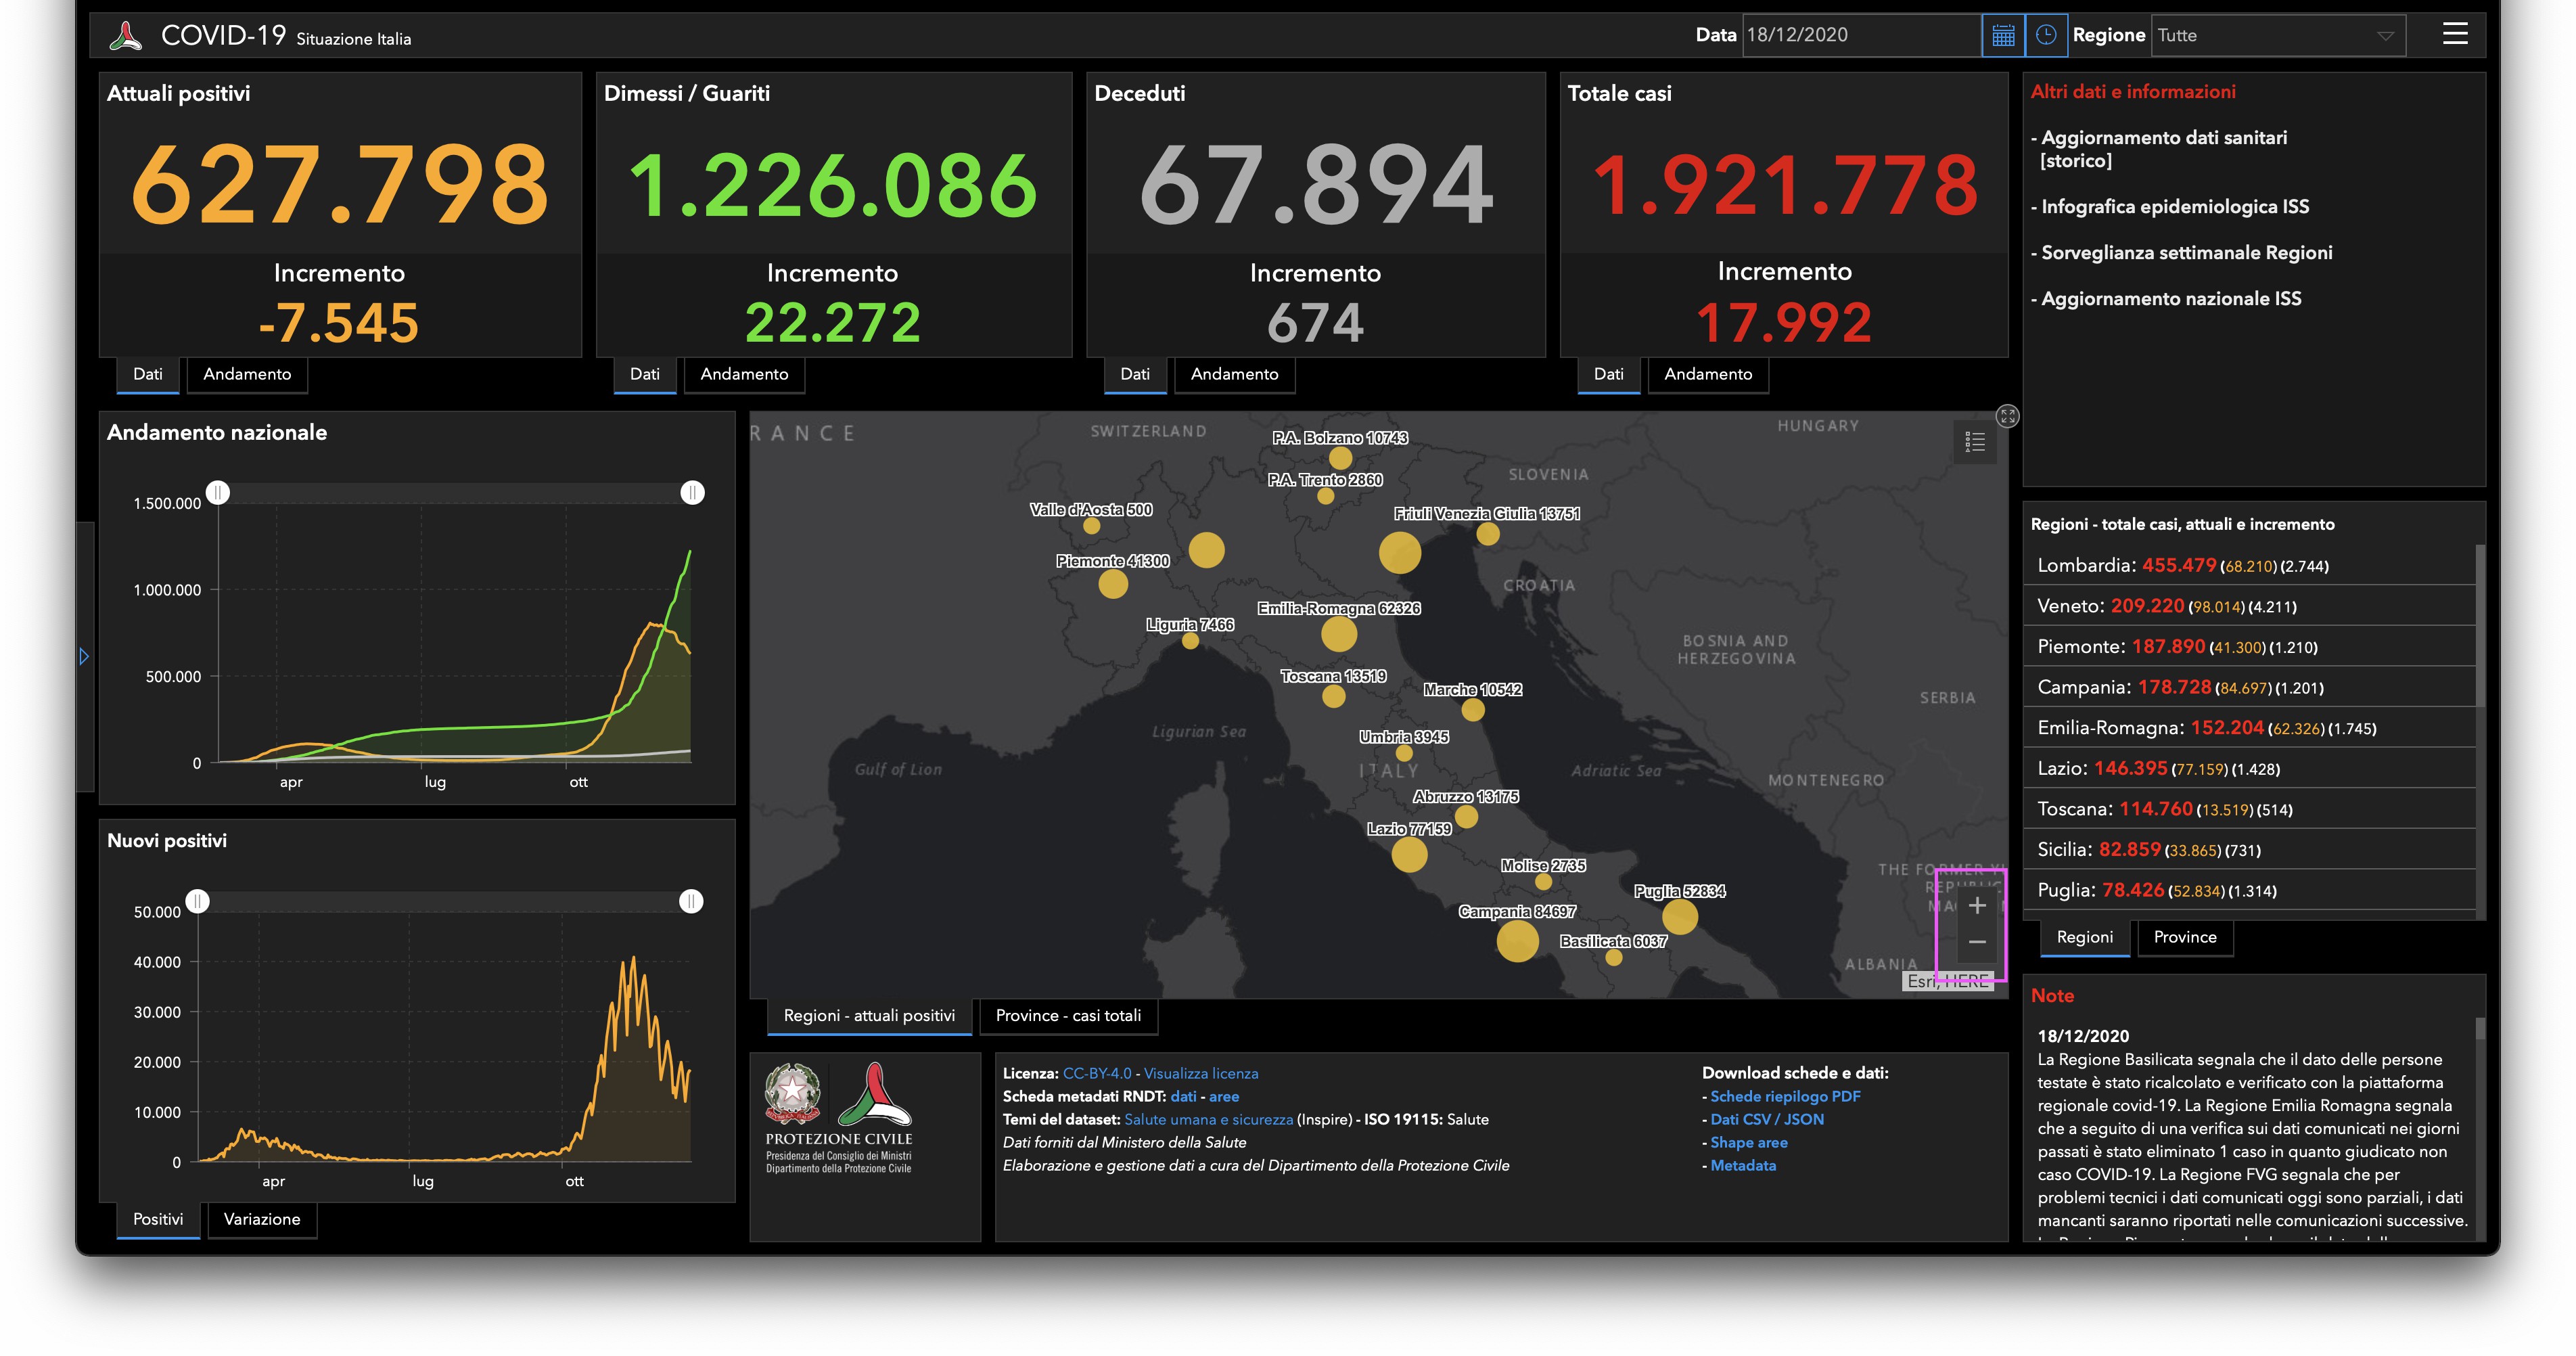 COVID-19 Situazione Italia
Data 18/12/2020 Regione Tutte
Attuali positivi
627.798
Incremento
-7.545
Dati Andamento
Dimessi / Guariti
1.226.086
Incremento
22.272
Dati Andamento
Deceduti
67.894
Incremento
674
Dati Andamento
Totale casi
1.921.778
Incremento
17.992
Dati Andamento
Altri dati e informazioni
- Aggiornamento dati sanitari
[storico]
- Infografica epidemiologica ISS
- Sorveglianza settimanale Regioni
- Aggiornamento nazionale ISS
Andamento nazionale
1.500.000
1.000.000
500.000
0
apr lug ott
Nuovi positivi
50.000
40.000
30.000
20.000
10.000
0
apr lug ott
Positivi Variazione
RANCE
SWITZERLAND
HUNGARY
P.A. Bolzano 10743
SLOVENIA
P.A. Trento 2860
Valle d'Aosta 500
Friuli Venezia Giulia 13751
Piemonte 41300
CROATIA
Emilia-Romagna 62326
Liguria 7466
BOSNIA AND
HERZEGOVINA
Toscana 13519
Marche 10542
SERBIA
Ligurian Sea
Umbria 3945
ITALY
Gulf of Lion
Adriatic Sea
MONTENEGRO
Abruzzo 13175
Lazio 77159
Molise 2735
THE FORMER
Puglia 52834
Campania 84697
Basilicata 6037
ALBANIA
+
−
Esri, HERE
Regioni - attuali positivi Province - casi totali
Regioni - totale casi, attuali e incremento
Lombardia: 455.479 (68.210) (2.744)
Veneto: 209.220 (98.014) (4.211)
Piemonte: 187.890 (41.300) (1.210)
Campania: 178.728 (84.697) (1.201)
Emilia-Romagna: 152.204 (62.326) (1.745)
Lazio: 146.395 (77.159) (1.428)
Toscana: 114.760 (13.519) (514)
Sicilia: 82.859 (33.865) (731)
Puglia: 78.426 (52.834) (1.314)
Regioni Province
PROTEZIONE CIVILE
Presidenza del Consiglio dei Ministri
Dipartimento della Protezione Civile
Licenza: CC-BY-4.0 - Visualizza licenza
Scheda metadati RNDT: dati - aree
Temi del dataset: Salute umana e sicurezza (Inspire) - ISO 19115: Salute
Dati forniti dal Ministero della Salute
Elaborazione e gestione dati a cura del Dipartimento della Protezione Civile
Download schede e dati:
- Schede riepilogo PDF
- Dati CSV / JSON
- Shape aree
- Metadata
Note
18/12/2020
La Regione Basilicata segnala che il dato delle persone
testate è stato ricalcolato e verificato con la piattaforma
regionale covid-19. La Regione Emilia Romagna segnala
che a seguito di una verifica sui dati comunicati nei giorni
passati è stato eliminato 1 caso in quanto giudicato non
caso COVID-19. La Regione FVG segnala che per
problemi tecnici i dati comunicati oggi sono parziali, i dati
mancanti saranno riportati nelle comunicazioni successive.